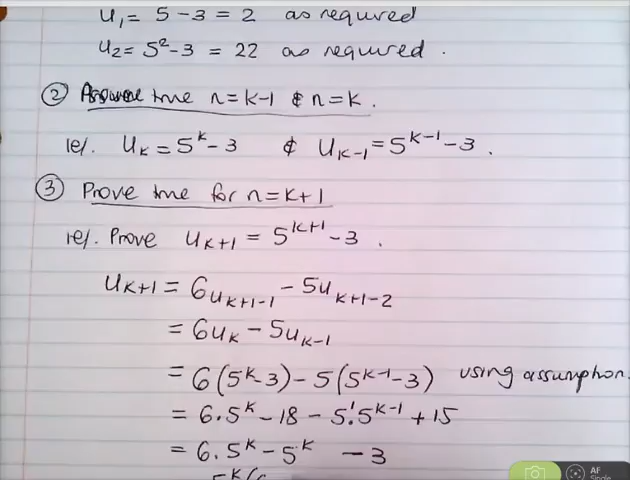 u₁ = 5 - 3 = 2 as required
u₂ = 5² - 3 = 22 as required.
② Assume true n=k-1 & n=k.
ie/. uₖ = 5ᵏ - 3 & uₖ₋₁ = 5ᵏ⁻¹ - 3.
③ Prove true for n=k+1
ie/. Prove uₖ₊₁ = 5ᵏ⁺¹ - 3.
uₖ₊₁ = 6uₖ₊₁₋₁ - 5uₖ₊₁₋₂
= 6uₖ - 5uₖ₋₁
= 6(5ᵏ-3) - 5(5ᵏ⁻¹-3) using assumption.
= 6.5ᵏ - 18 - 5¹.5ᵏ⁻¹ + 15
= 6.5ᵏ - 5ᵏ - 3
AF